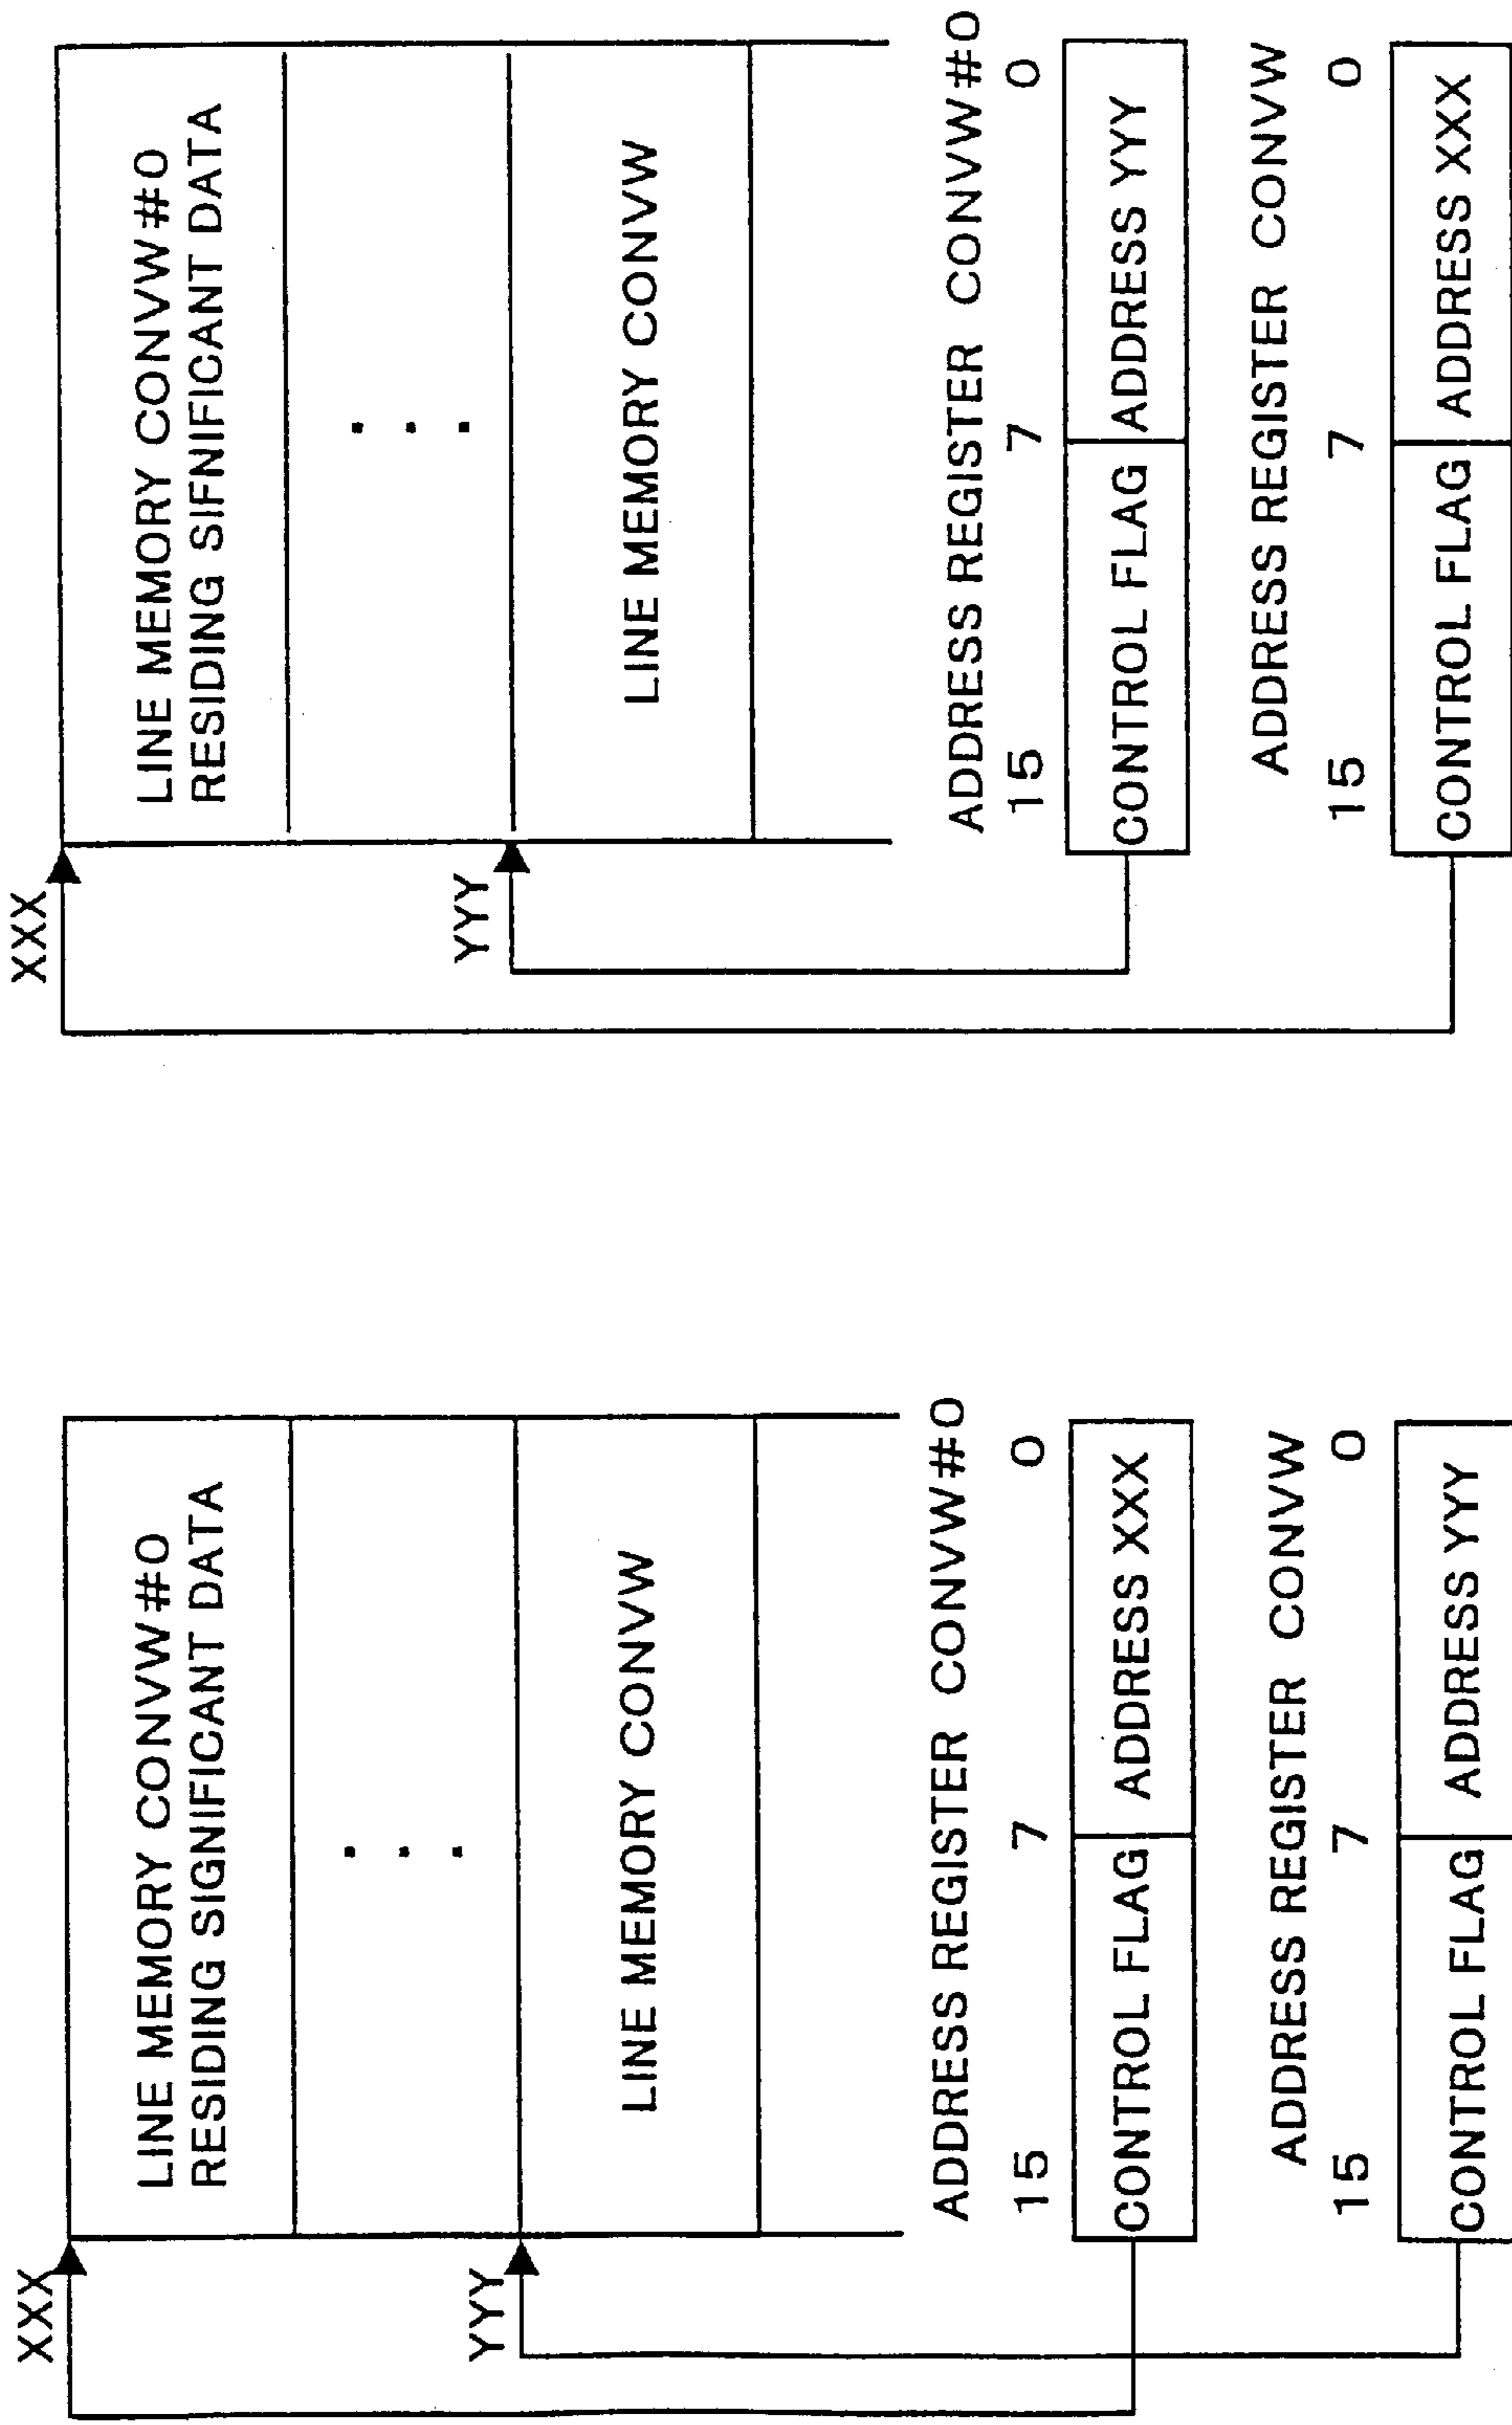 XXX
LINE MEMORY CONVW#0
RESIDING SIGNIFICANT DATA
. . .
YYY
LINE MEMORY CONVW
ADDRESS REGISTER CONVW#0
15 7 0
CONTROL FLAG ADDRESS XXX
ADDRESS REGISTER CONVW
15 7 0
CONTROL FLAG ADDRESS YYY
XXX
LINE MEMORY CONVW#0
RESIDING SIFNIFICANT DATA
. . .
YYY
LINE MEMORY CONVW
ADDRESS REGISTER CONVW#0
15 7 0
CONTROL FLAG ADDRESS YYY
ADDRESS REGISTER CONVW
15 7 0
CONTROL FLAG ADDRESS XXX